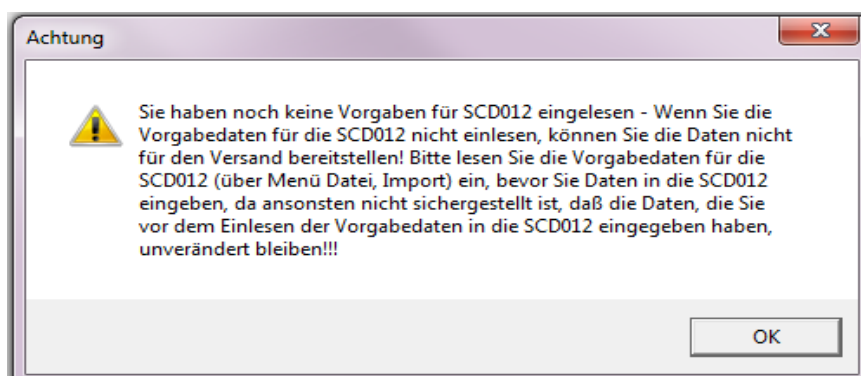 Achtung
Sie haben noch keine Vorgaben für SCD012 eingelesen - Wenn Sie die
Vorgabedaten für die SCD012 nicht einlesen, können Sie die Daten nicht
für den Versand bereitstellen! Bitte lesen Sie die Vorgabedaten für die
SCD012 (über Menü Datei, Import) ein, bevor Sie Daten in die SCD012
eingeben, da ansonsten nicht sichergestellt ist, daß die Daten, die Sie
vor dem Einlesen der Vorgabedaten in die SCD012 eingegeben haben,
unverändert bleiben!!!
OK